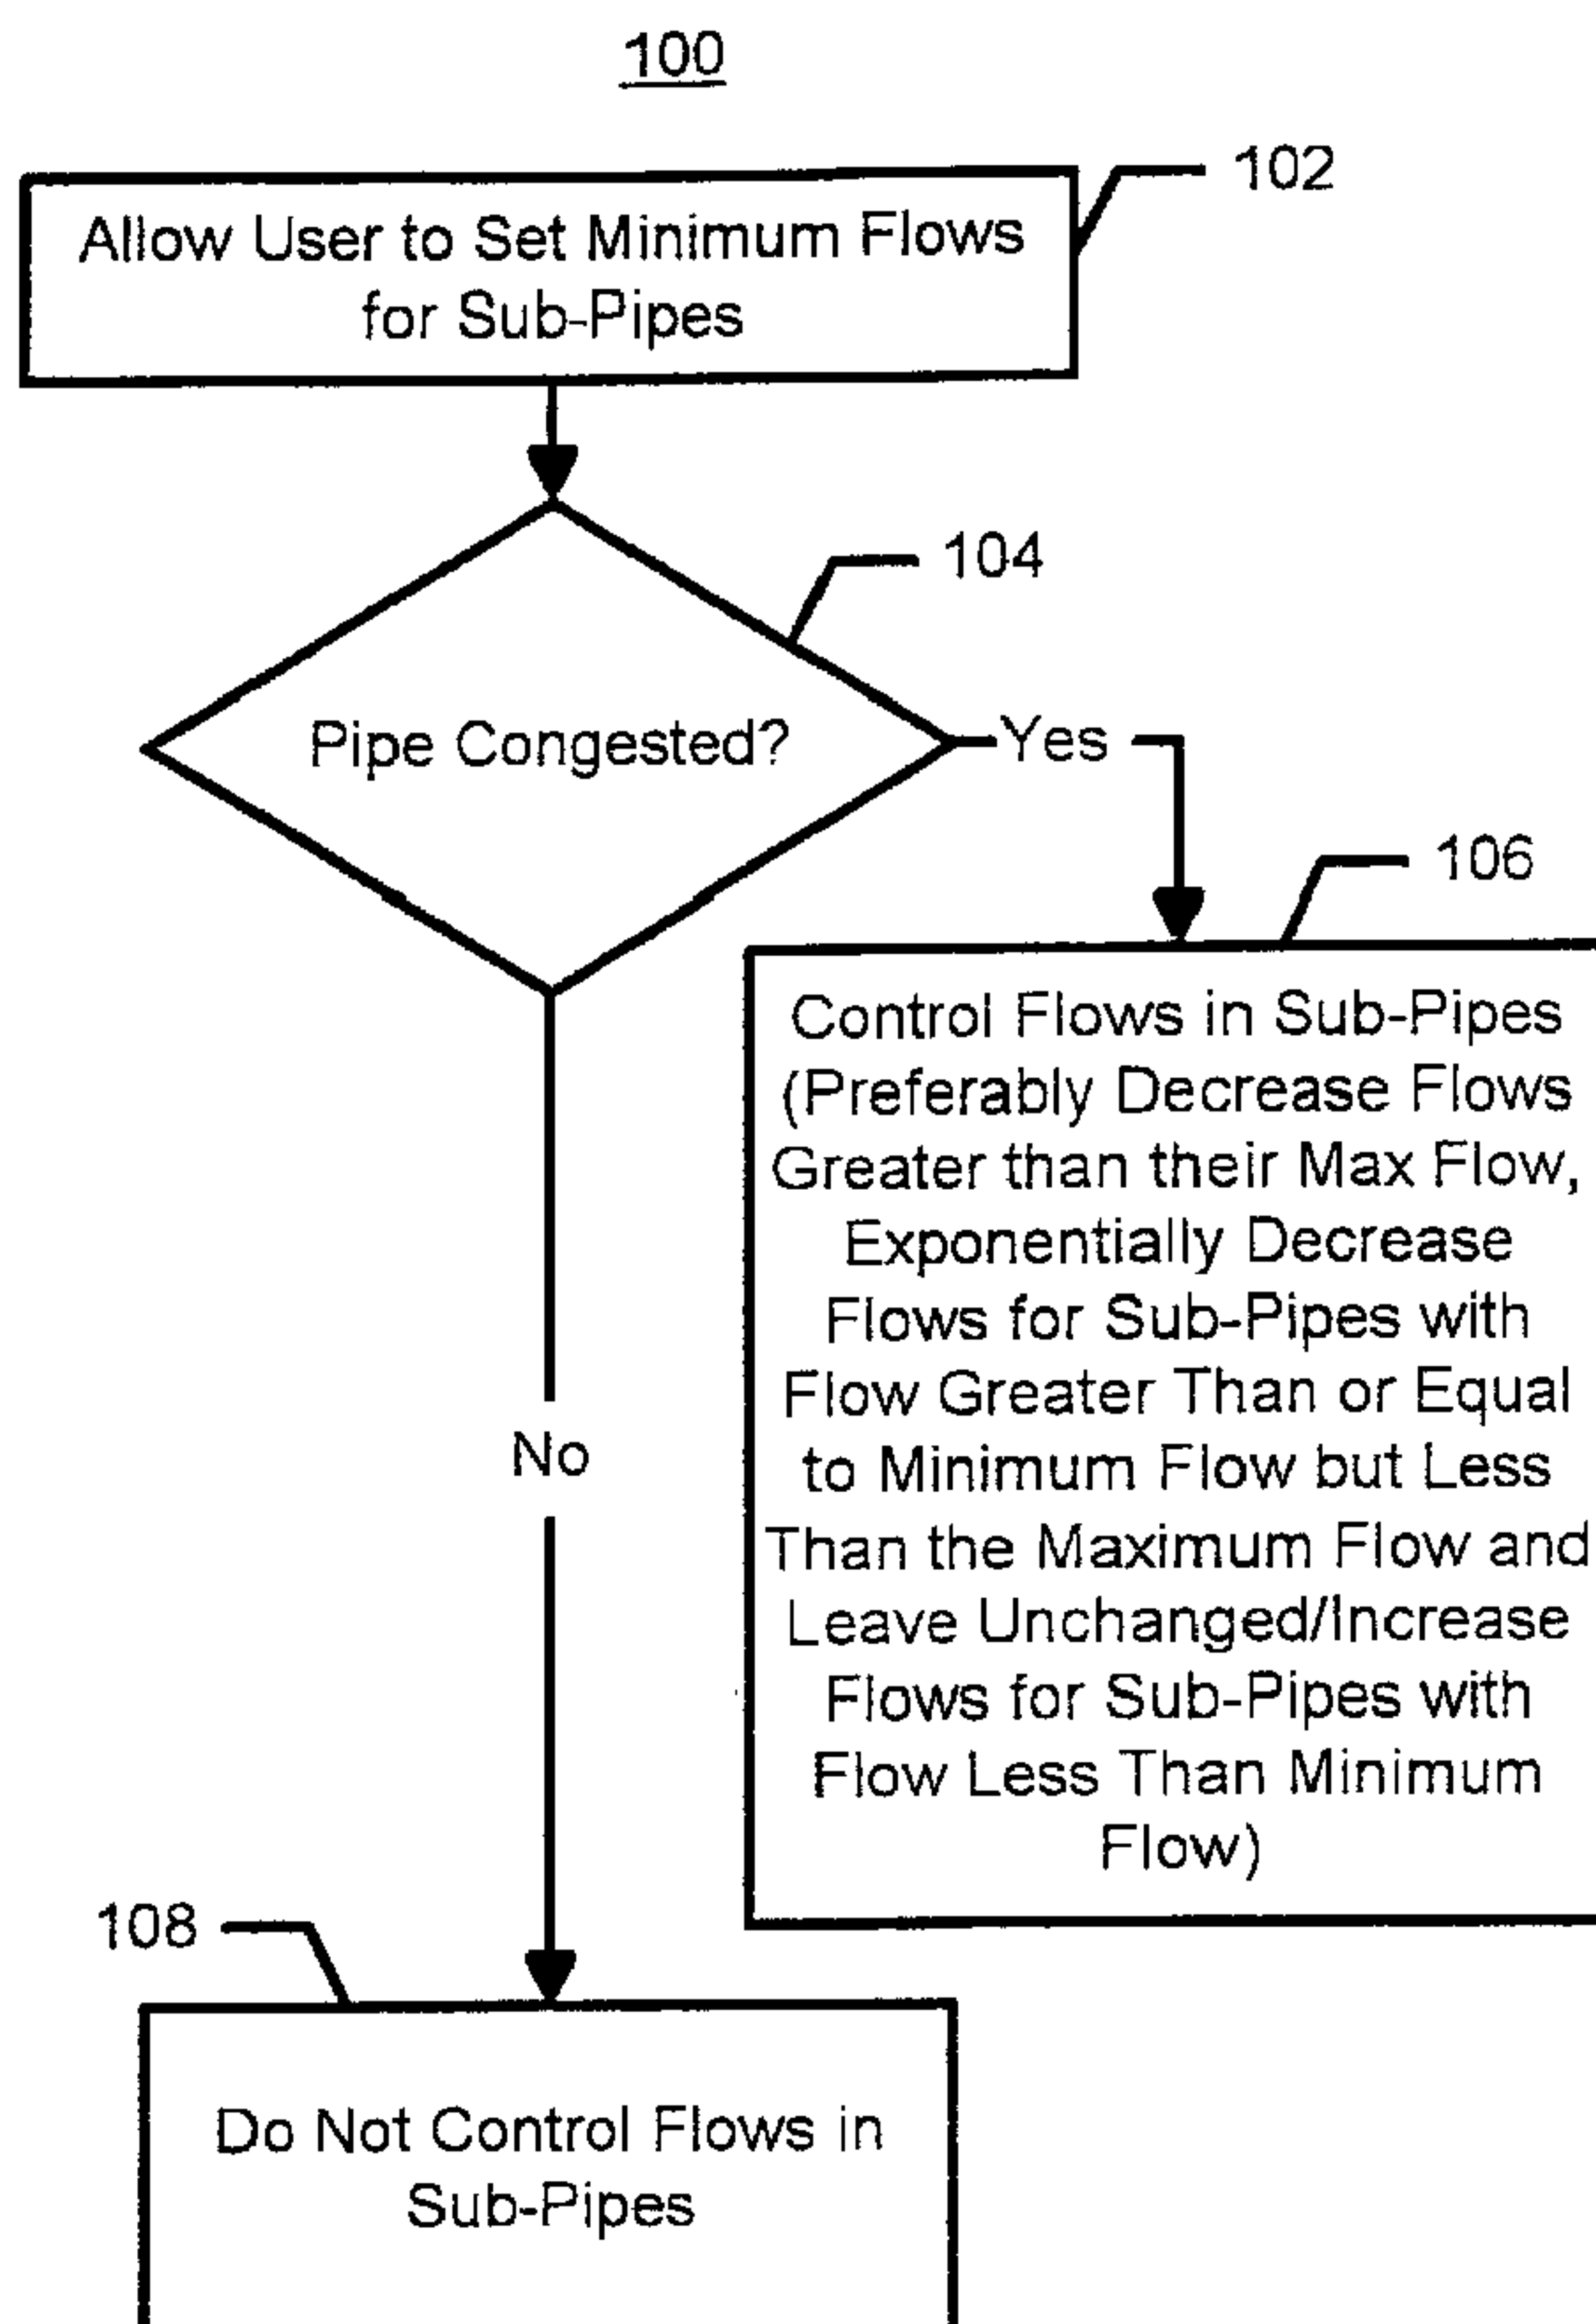 100
102
Allow User to Set Minimum Flows
for Sub-Pipes
104
Pipe Congested?
Yes
106
Control Flows in Sub-Pipes
(Preferably Decrease Flows
Greater than their Max Flow,
Exponentially Decrease
Flows for Sub-Pipes with
Flow Greater Than or Equal
to Minimum Flow but Less
Than the Maximum Flow and
Leave Unchanged/Increase
Flows for Sub-Pipes with
Flow Less Than Minimum
Flow)
No
108
Do Not Control Flows in
Sub-Pipes